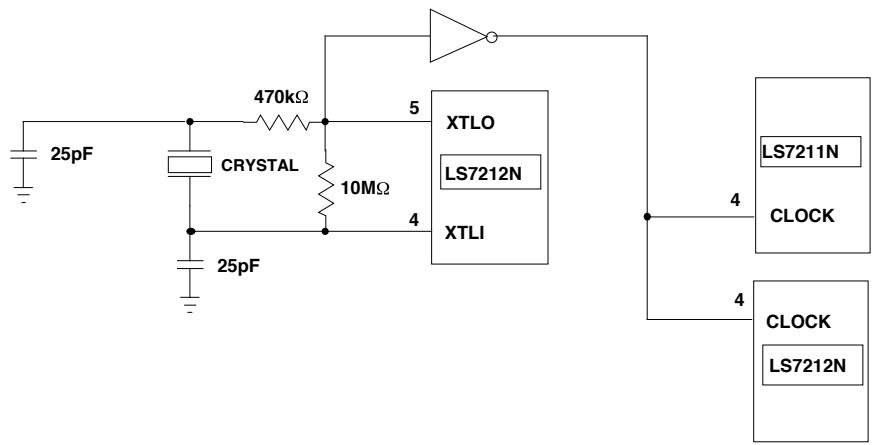 470kΩ
5
XTLO
25pF
CRYSTAL
LS7212N
10MΩ
4
XTLI
25pF
LS7211N
4
CLOCK
4
CLOCK
LS7212N